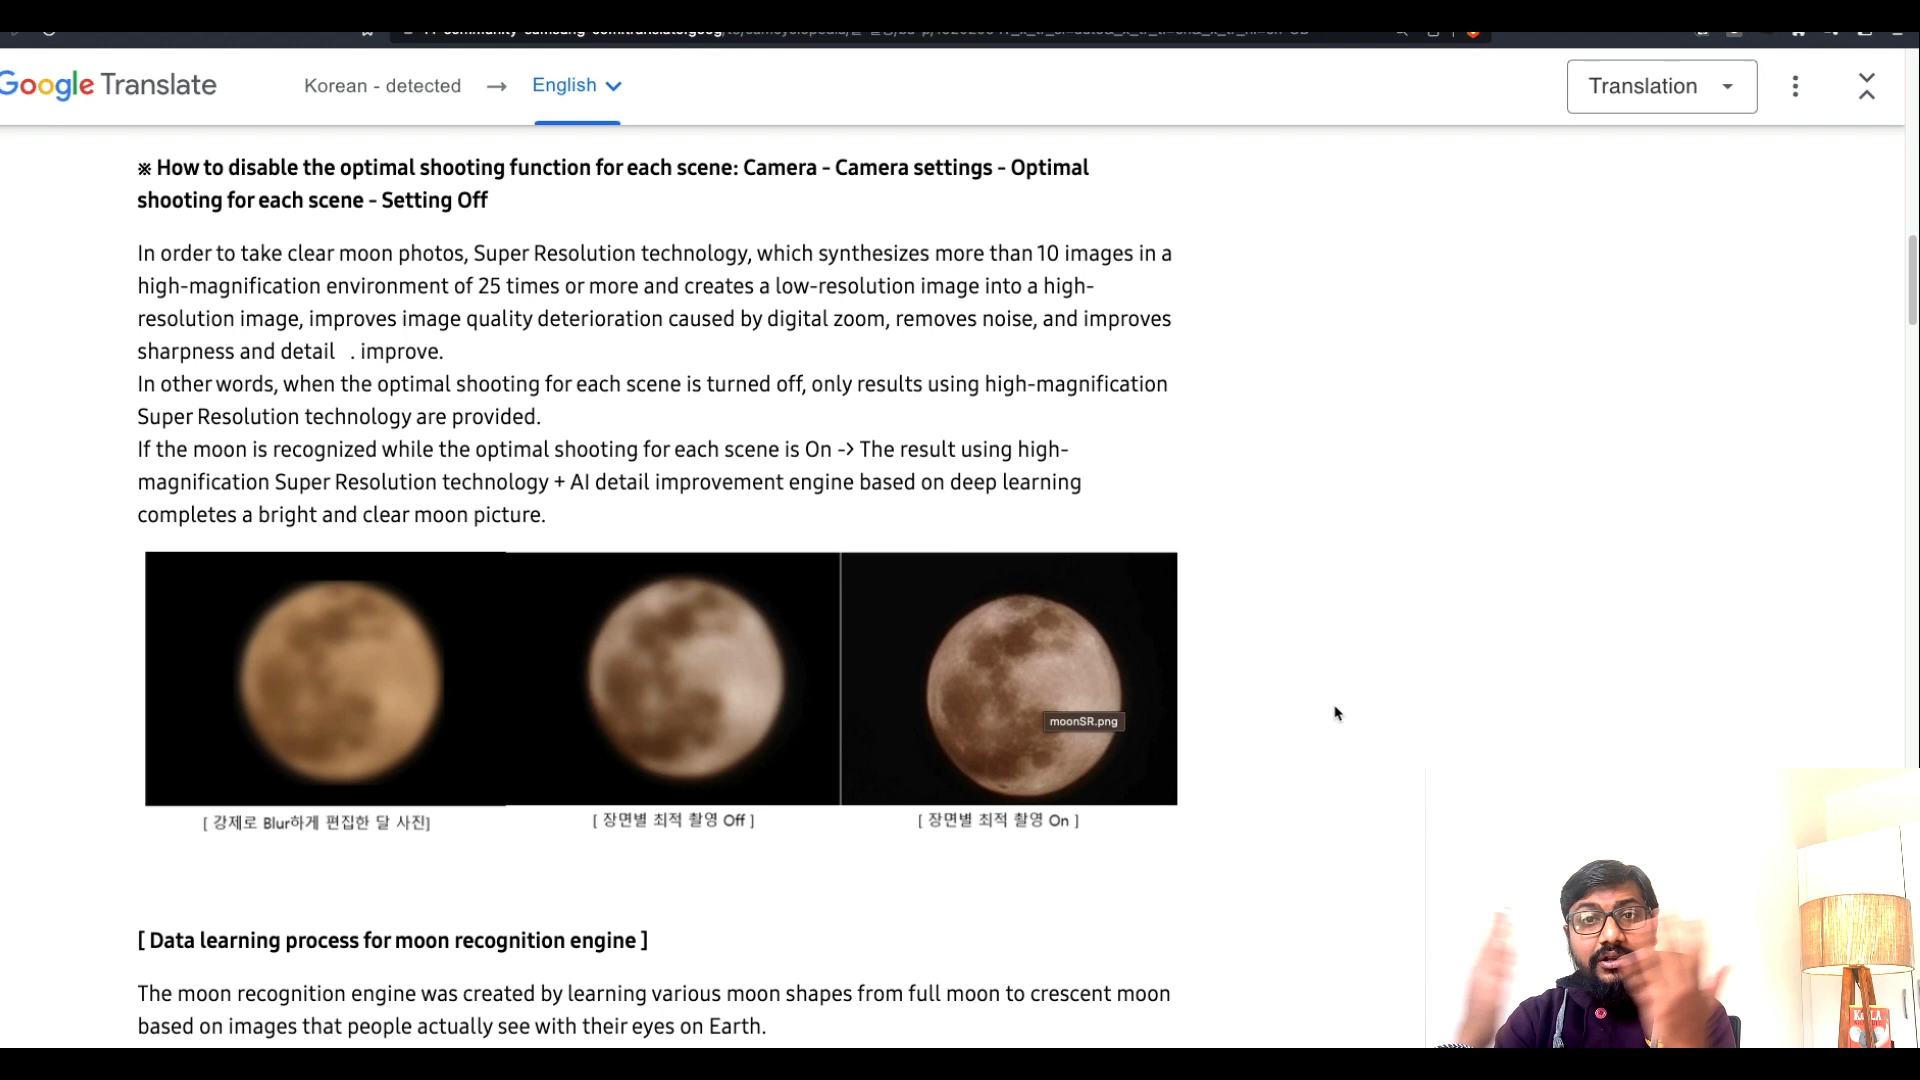 Google Translate
Korean - detected → English
Translation
※ How to disable the optimal shooting function for each scene: Camera - Camera settings - Optimal
shooting for each scene - Setting Off
In order to take clear moon photos, Super Resolution technology, which synthesizes more than 10 images in a
high-magnification environment of 25 times or more and creates a low-resolution image into a high-
resolution image, improves image quality deterioration caused by digital zoom, removes noise, and improves
sharpness and detail . improve.
In other words, when the optimal shooting for each scene is turned off, only results using high-magnification
Super Resolution technology are provided.
If the moon is recognized while the optimal shooting for each scene is On -> The result using high-
magnification Super Resolution technology + AI detail improvement engine based on deep learning
completes a bright and clear moon picture.
moonSR.png
[ 강제로 Blur하게 편집한 달 사진]
[ 장면별 최적 촬영 Off ]
[ 장면별 최적 촬영 On ]
[ Data learning process for moon recognition engine ]
The moon recognition engine was created by learning various moon shapes from full moon to crescent moon
based on images that people actually see with their eyes on Earth.